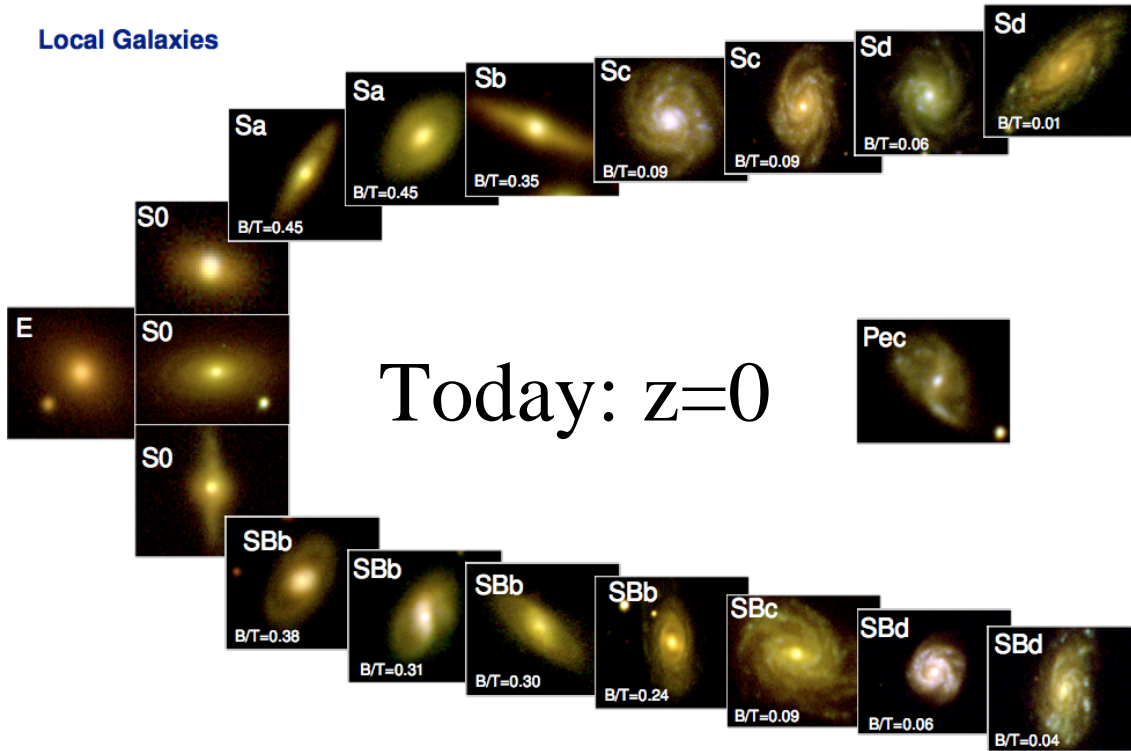 Local Galaxies
Sa
B/T=0.45
Sa
B/T=0.45
Sb
B/T=0.35
Sc
B/T=0.09
Sc
B/T=0.09
Sd
B/T=0.06
Sd
B/T=0.01
S0
E
S0
S0
Today: z=0
Pec
SBb
B/T=0.38
SBb
B/T=0.31
SBb
B/T=0.30
SBb
B/T=0.24
SBc
B/T=0.09
SBd
B/T=0.06
SBd
B/T=0.04